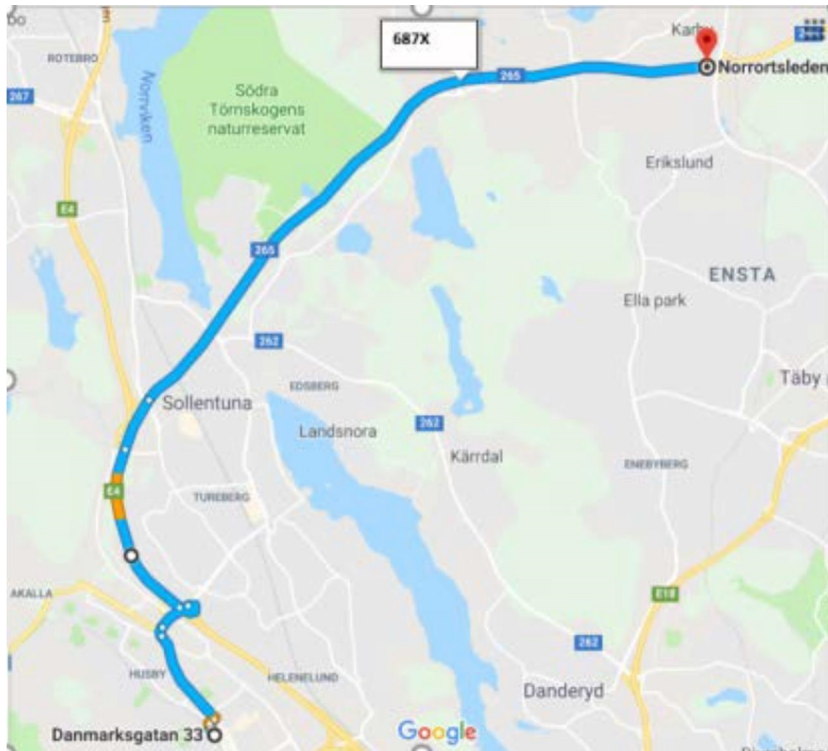 687X
Karby
ROTEBRO
265
Norrortsleden
267
Norrviken
Södra
Törnskogens
naturreservat
Erikslund
E4
265
ENSTA
Ella park
262
EDSBERG
Täby
Sollentuna
Landsnora
262
Kärrdal
ENEBYBERG
E4
TUREBERG
AKALLA
E18
262
HUSBY
HELENELUND
Danderyd
Danmarksgatan 33
Google